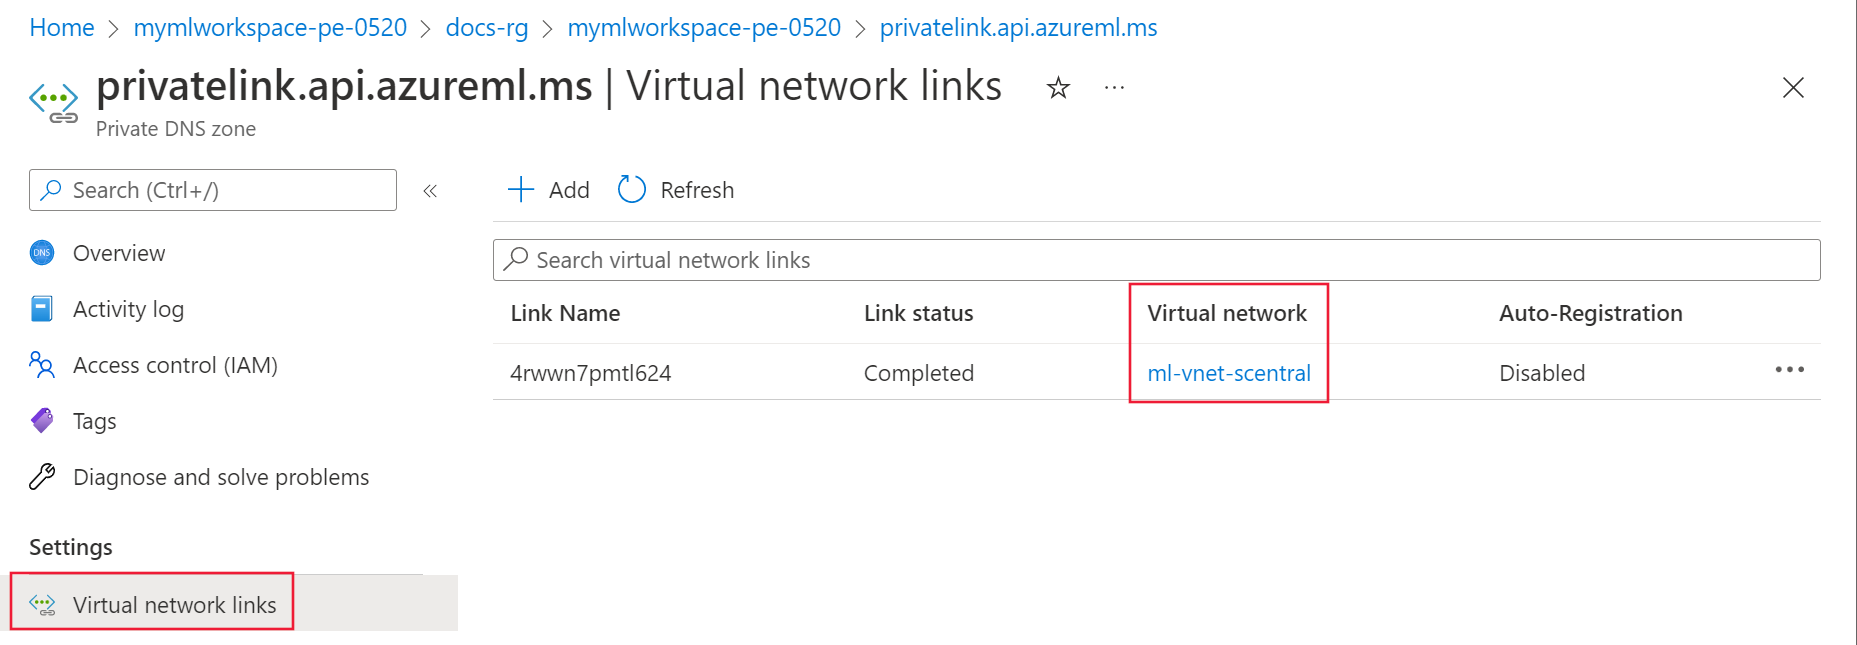 Home > mymlworkspace-pe-0520 > docs-rg > mymlworkspace-pe-0520 > privatelink.api.azureml.ms
privatelink.api.azureml.ms | Virtual network links ...
Private DNS zone
Search (Ctrl+/) «
Add Refresh
DNS Overview
Search virtual network links
Activity log
Link Name Link status Virtual network Auto-Registration
Access control (IAM)
4rwwn7pmtl624 Completed ml-vnet-scentral Disabled ...
Tags
Diagnose and solve problems
Settings
Virtual network links